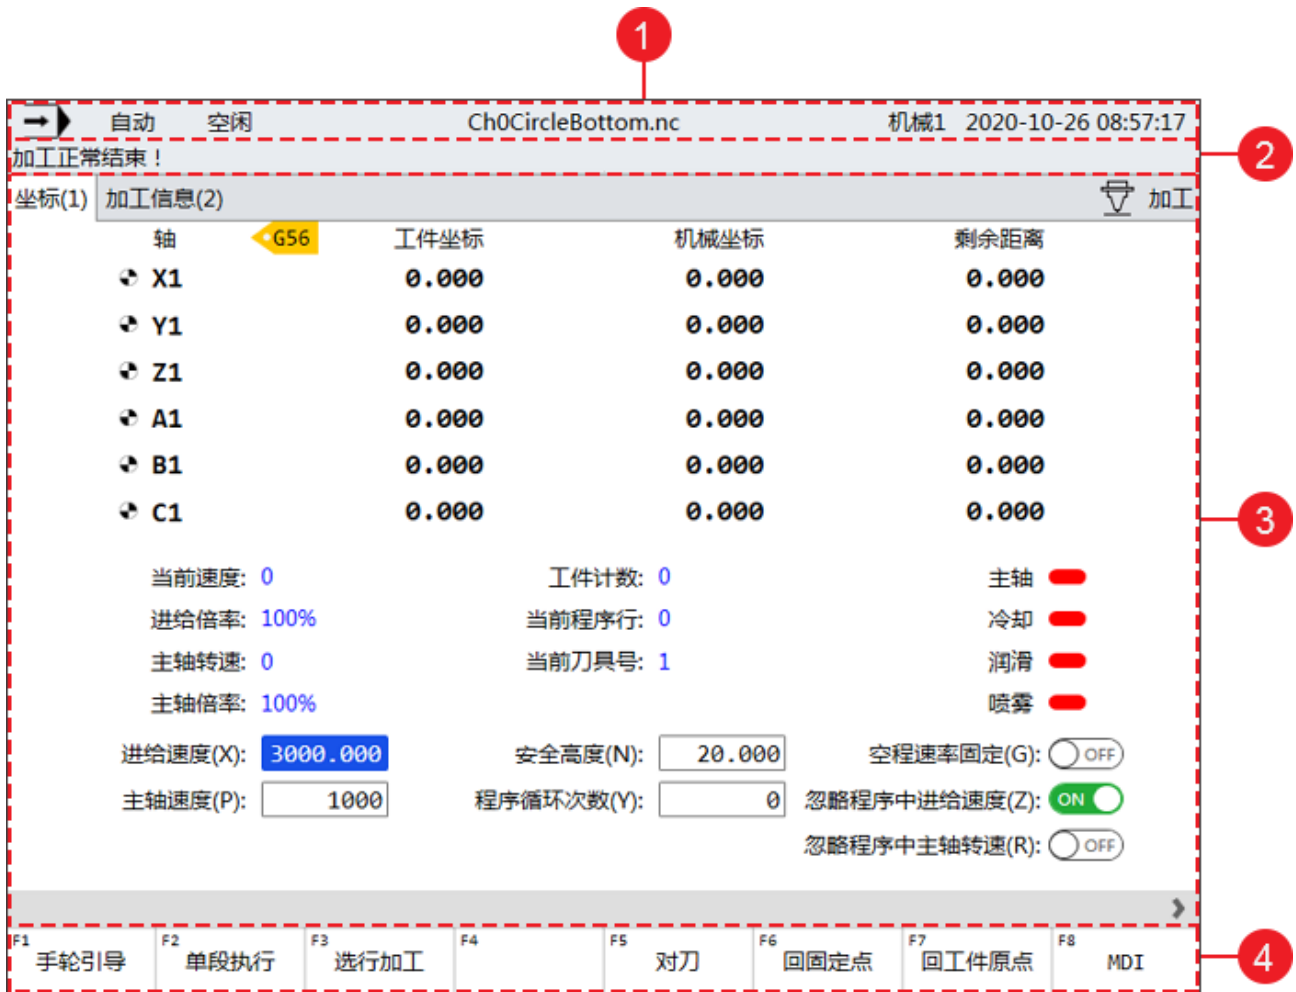 1
自动 空闲 Ch0CircleBottom.nc 机械1 2020-10-26 08:57:17
加工正常结束！ 2
坐标(1) 加工信息(2) 加工
轴 G56 工件坐标 机械坐标 剩余距离
X1 0.000 0.000 0.000
Y1 0.000 0.000 0.000
Z1 0.000 0.000 0.000
A1 0.000 0.000 0.000
B1 0.000 0.000 0.000
C1 0.000 0.000 0.000
3
当前速度: 0 工件计数: 0 主轴
进给倍率: 100% 当前程序行: 0 冷却
主轴转速: 0 当前刀具号: 1 润滑
主轴倍率: 100% 喷雾
进给速度(X): 3000.000 安全高度(N): 20.000 空程速率固定(G): OFF
主轴速度(P): 1000 程序循环次数(Y): 0 忽略程序中进给速度(Z): ON
忽略程序中主轴转速(R): OFF
F1 手轮引导 F2 单段执行 F3 选行加工 F4 F5 对刀 F6 回固定点 F7 回工件原点 F8 MDI
4